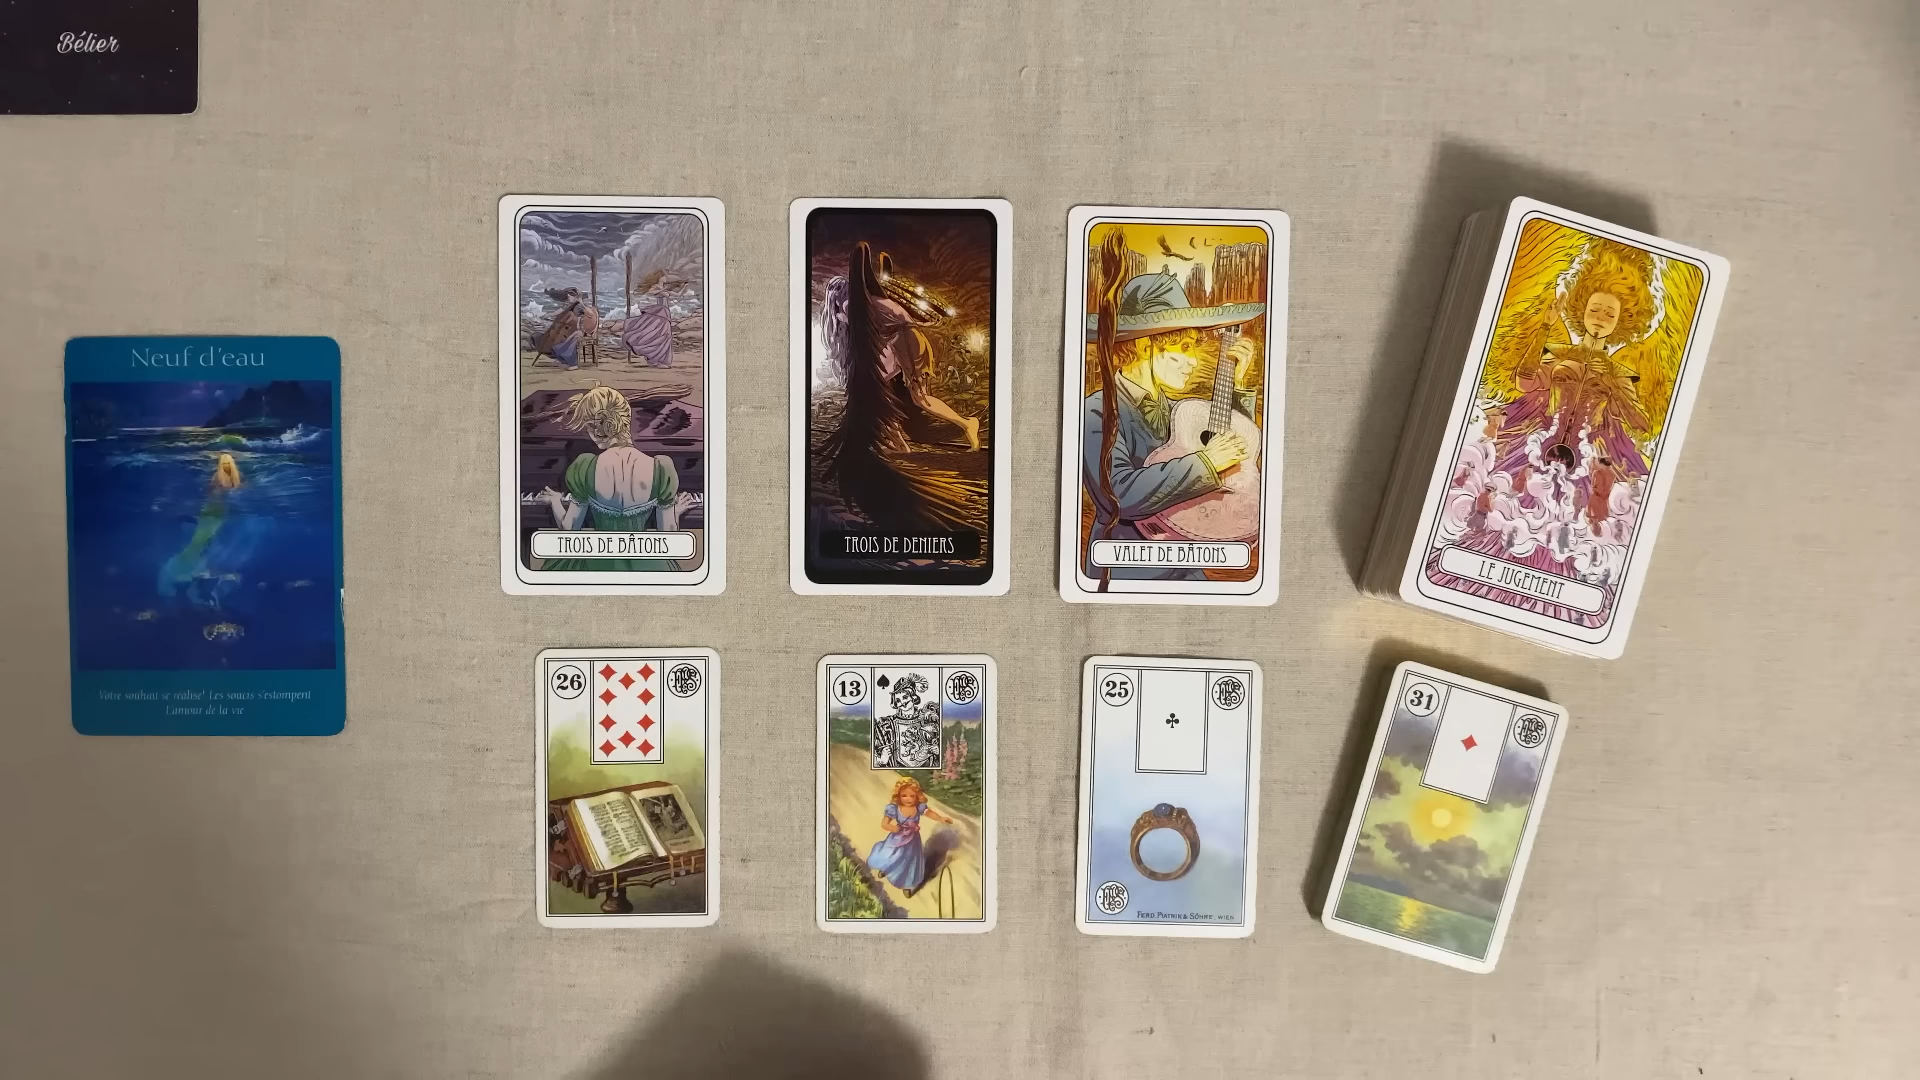 Bélier
Neuf d'eau
Votre souhait se réalise! Les soucis s'estompent
L'amour de la vie
TROIS DE BÂTONS
TROIS DE DENIERS
VALET DE BÂTONS
LE JUGEMENT
26
13
25
FERD. PIATNIK & SÖHNE, WIEN
31